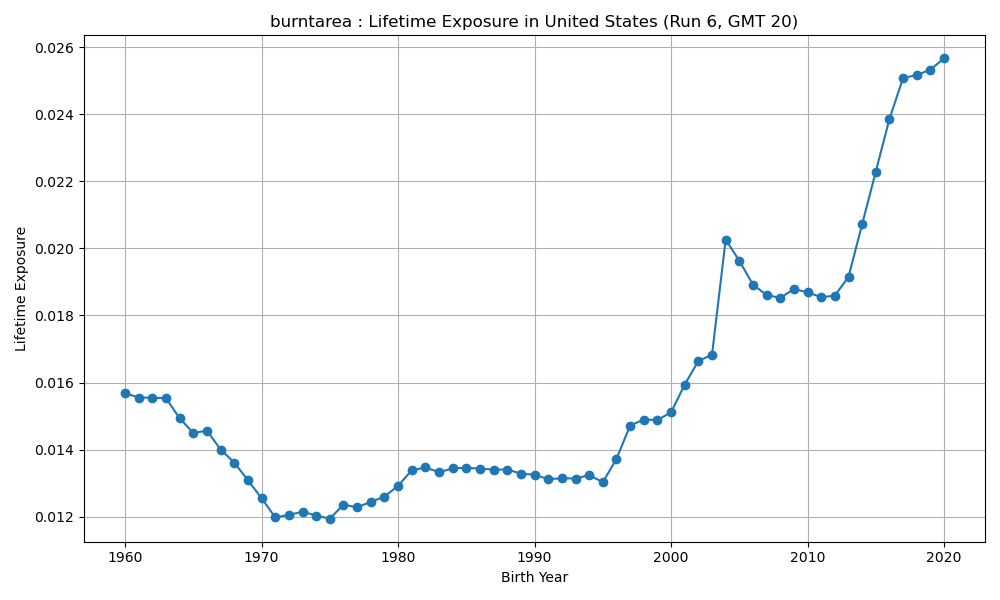 burntarea : Lifetime Exposure in United States (Run 6, GMT 20)
0.026
0.024
0.022
0.020
0.018
0.016
0.014
0.012
Lifetime Exposure
1960 1970 1980 1990 2000 2010 2020
Birth Year